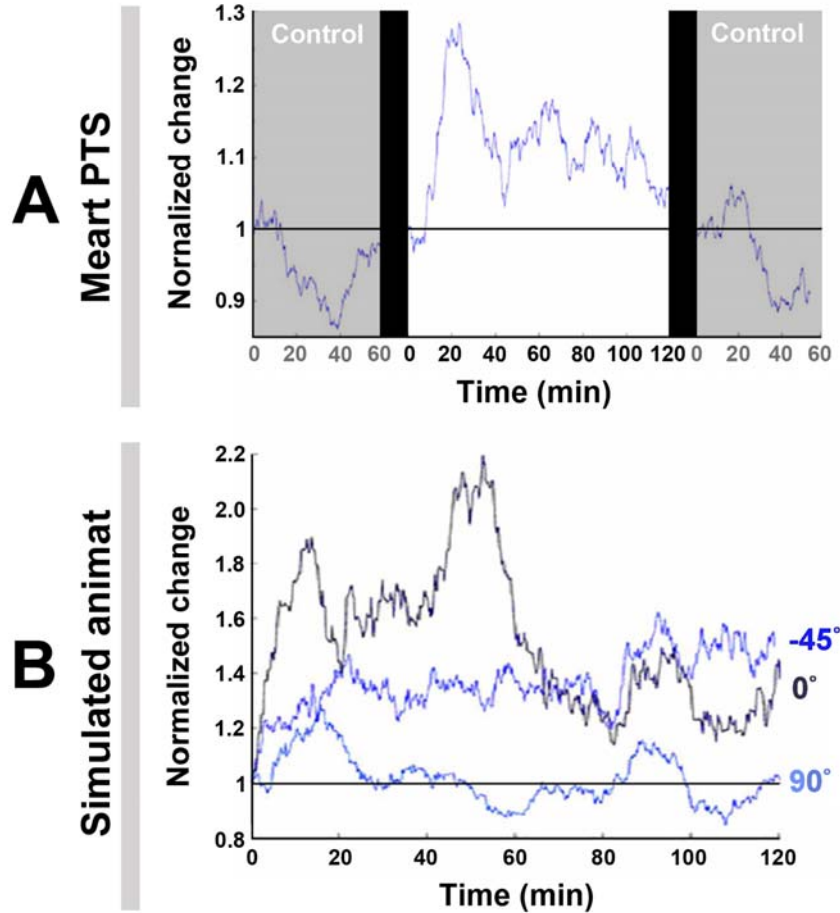 A
Meart PTS
Nornalized change
1.3
1.2
1.1
1
0.9
Control
Control
0 20 40 60 0 20 40 60 80 100 120 0 20 40 60
Time (min)
B
Simulated animat
Normalized change
2.2
2.0
1.8
1.6
1.4
1.2
1
0.8
-45°
0°
90°
0 20 40 60 80 100 120
Time (min)